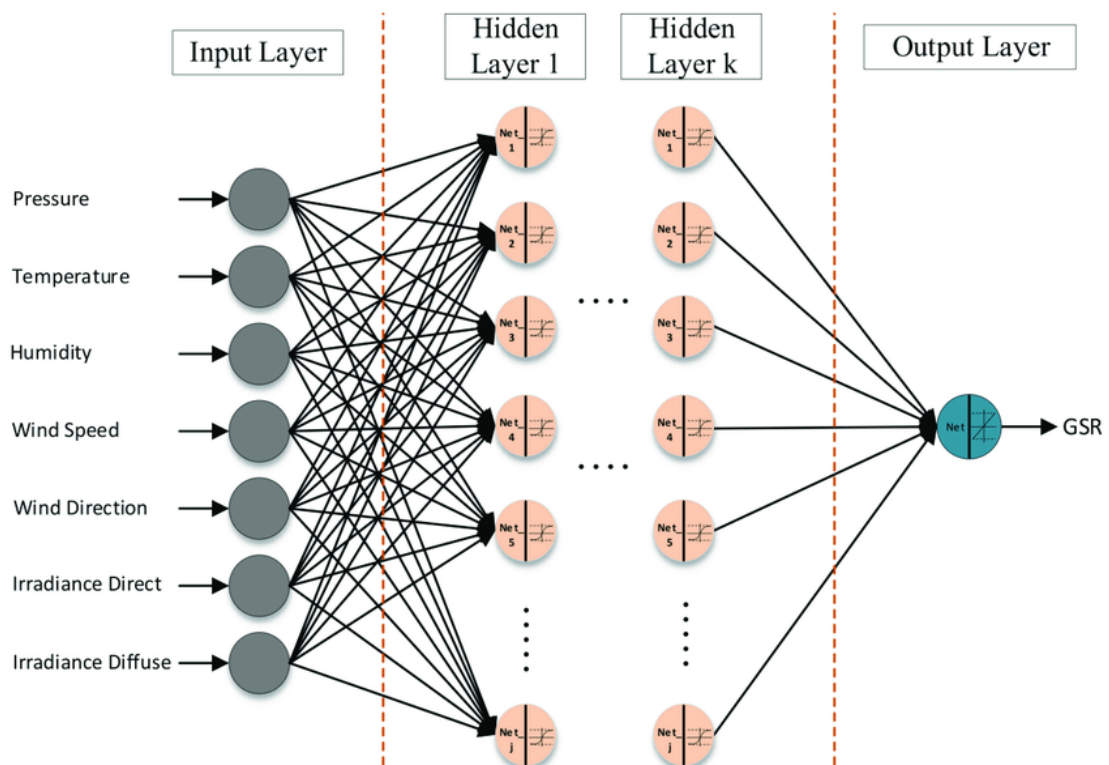 Input Layer
Hidden
Layer 1
Hidden
Layer k
Output Layer
Pressure
Temperature
Humidity
Wind Speed
Wind Direction
Irradiance Direct
Irradiance Diffuse
Net_
1
Net_
2
Net_
3
Net_
4
Net_
5
Net_
j
Net_
1
Net_
2
Net_
3
Net_
4
Net_
5
Net_
j
Net
GSR